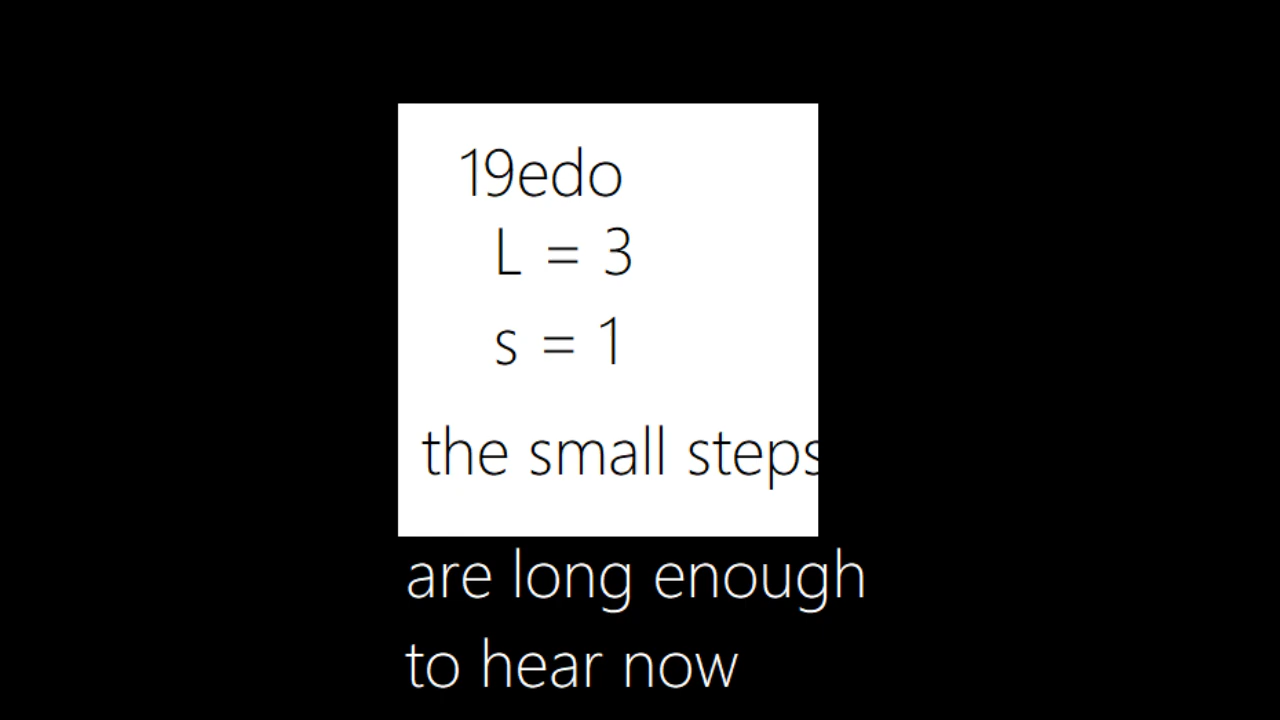 19edo
L = 3
s = 1
the small steps
are long enough
to hear now